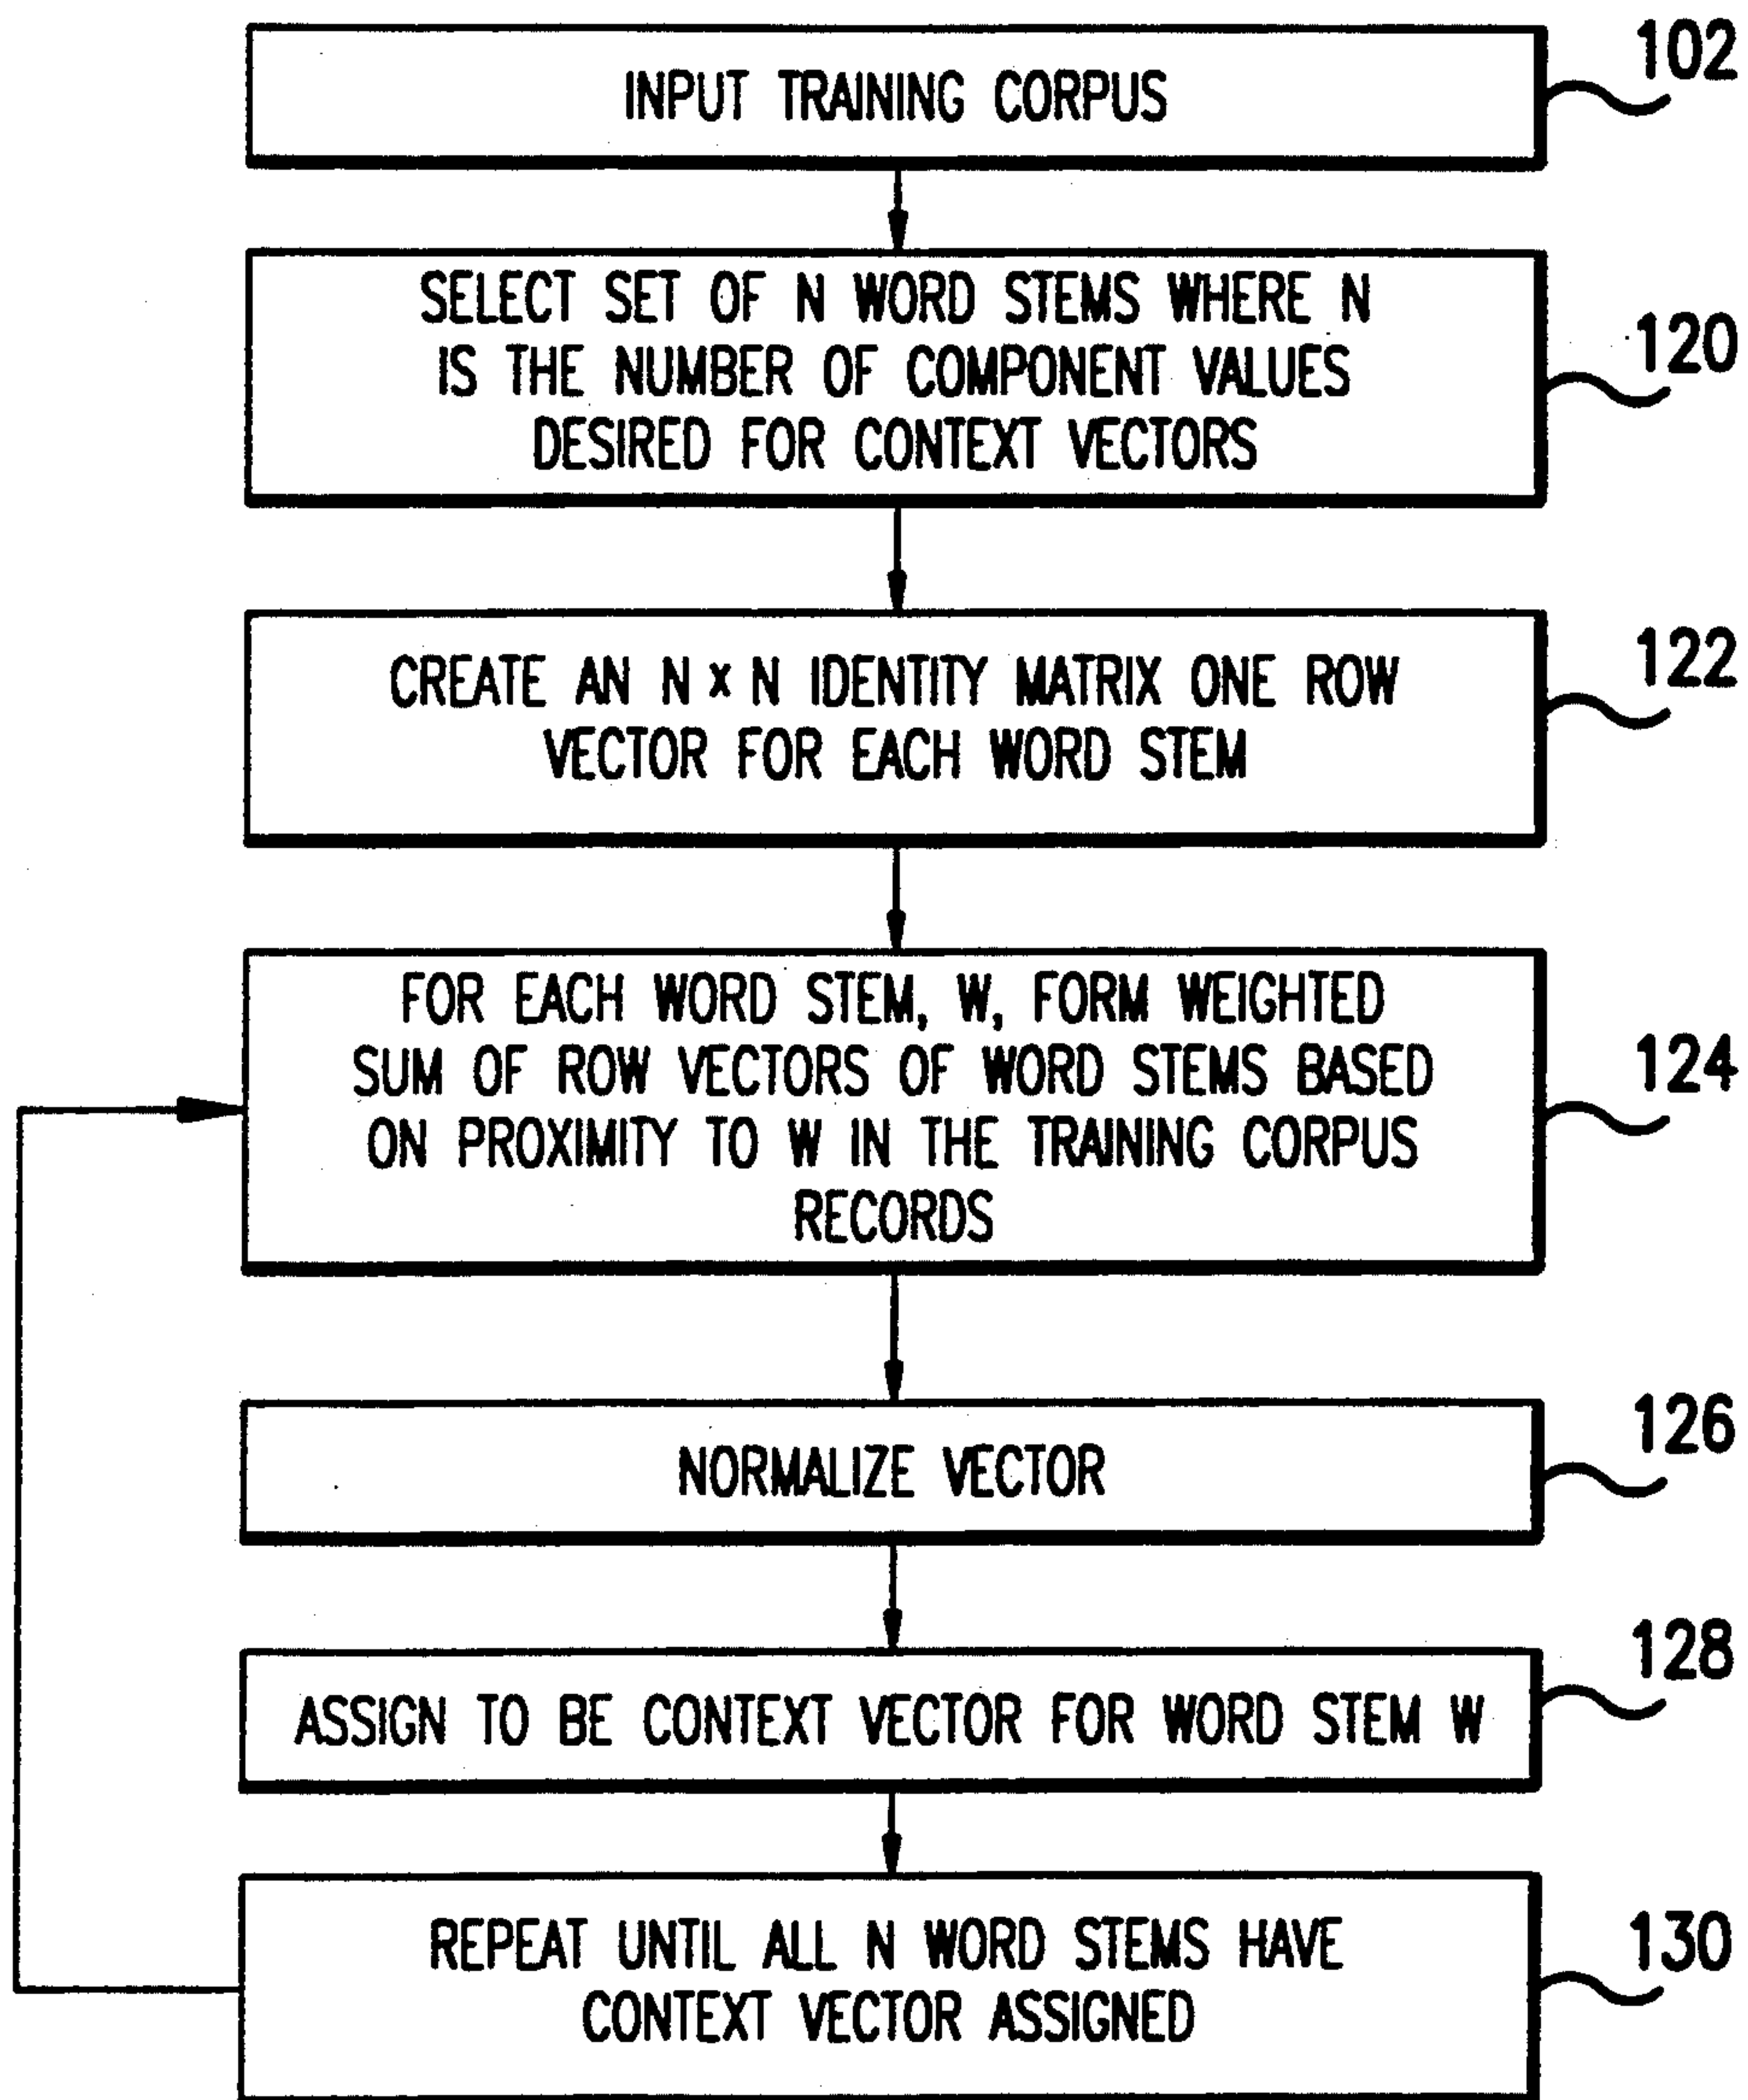 INPUT TRAINING CORPUS
102
SELECT SET OF N WORD STEMS WHERE N
IS THE NUMBER OF COMPONENT VALUES
DESIRED FOR CONTEXT VECTORS
120
CREATE AN N x N IDENTITY MATRIX ONE ROW
VECTOR FOR EACH WORD STEM
122
FOR EACH WORD STEM, W, FORM WEIGHTED
SUM OF ROW VECTORS OF WORD STEMS BASED
ON PROXIMITY TO W IN THE TRAINING CORPUS
RECORDS
124
NORMALIZE VECTOR
126
ASSIGN TO BE CONTEXT VECTOR FOR WORD STEM W
128
REPEAT UNTIL ALL N WORD STEMS HAVE
CONTEXT VECTOR ASSIGNED
130